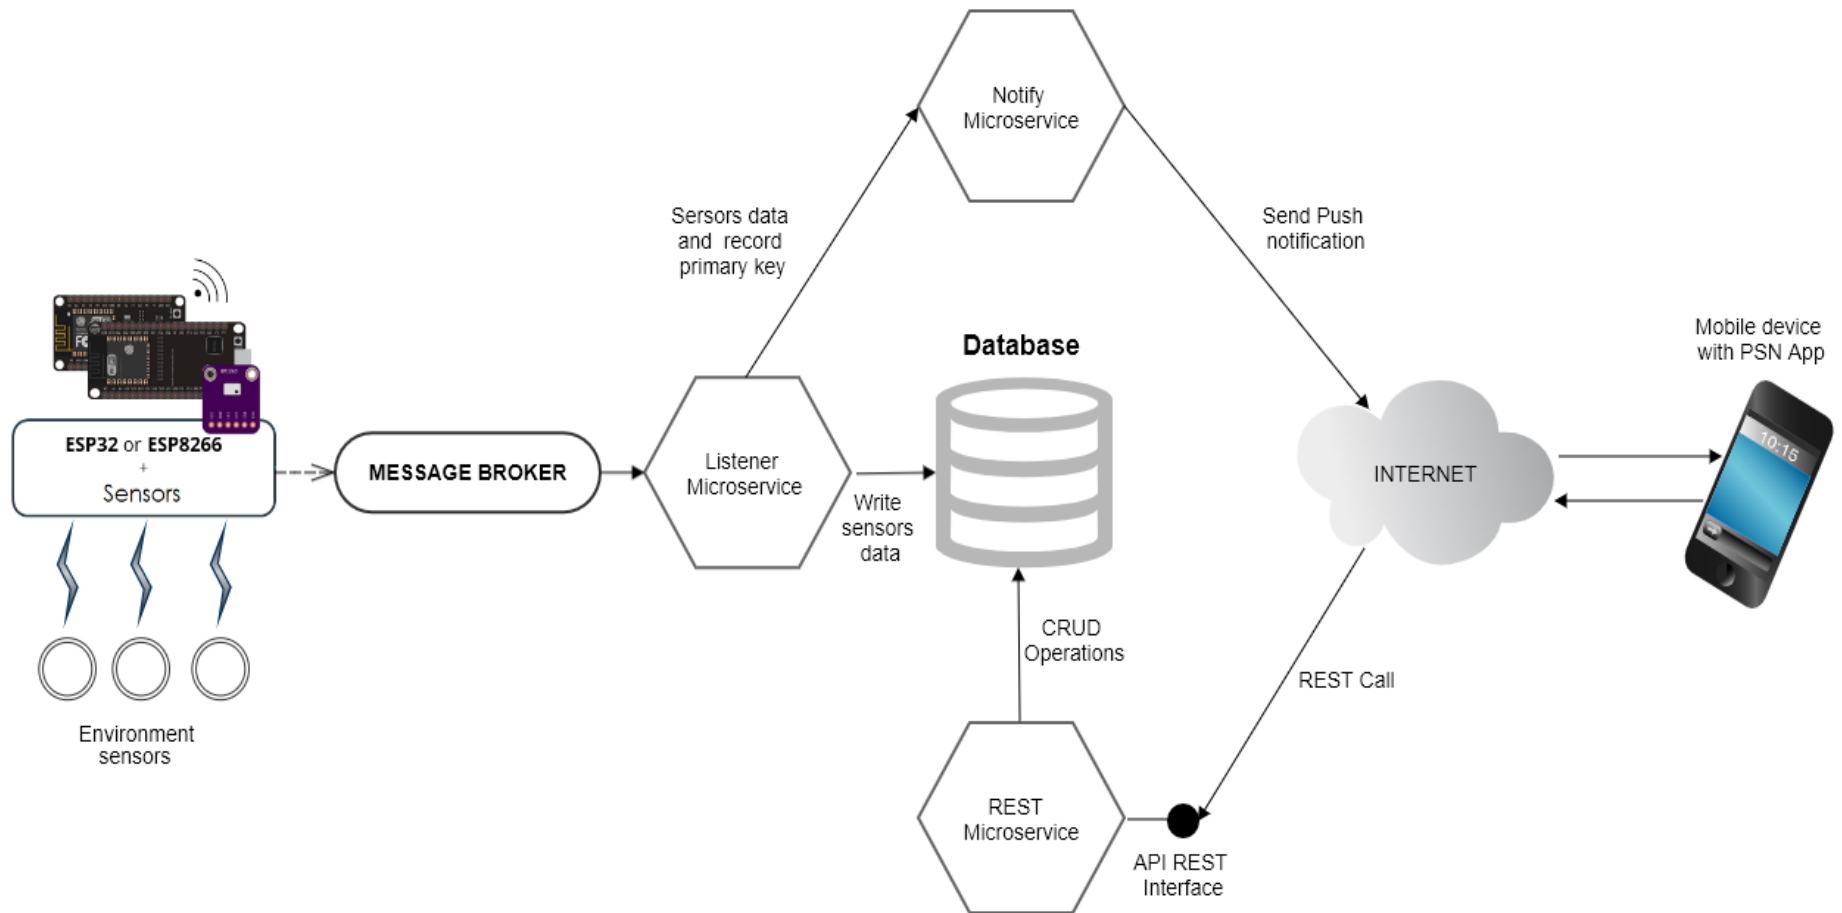 Notify
Microservice
Sersors data
and record
primary key
Send Push
notification
Mobile device
with PSN App
10:15
Database
ESP32 or ESP8266
+
Sensors
MESSAGE BROKER
Listener
Microservice
Write
sensors
data
INTERNET
CRUD
Operations
REST Call
Environment
sensors
REST
Microservice
API REST
Interface